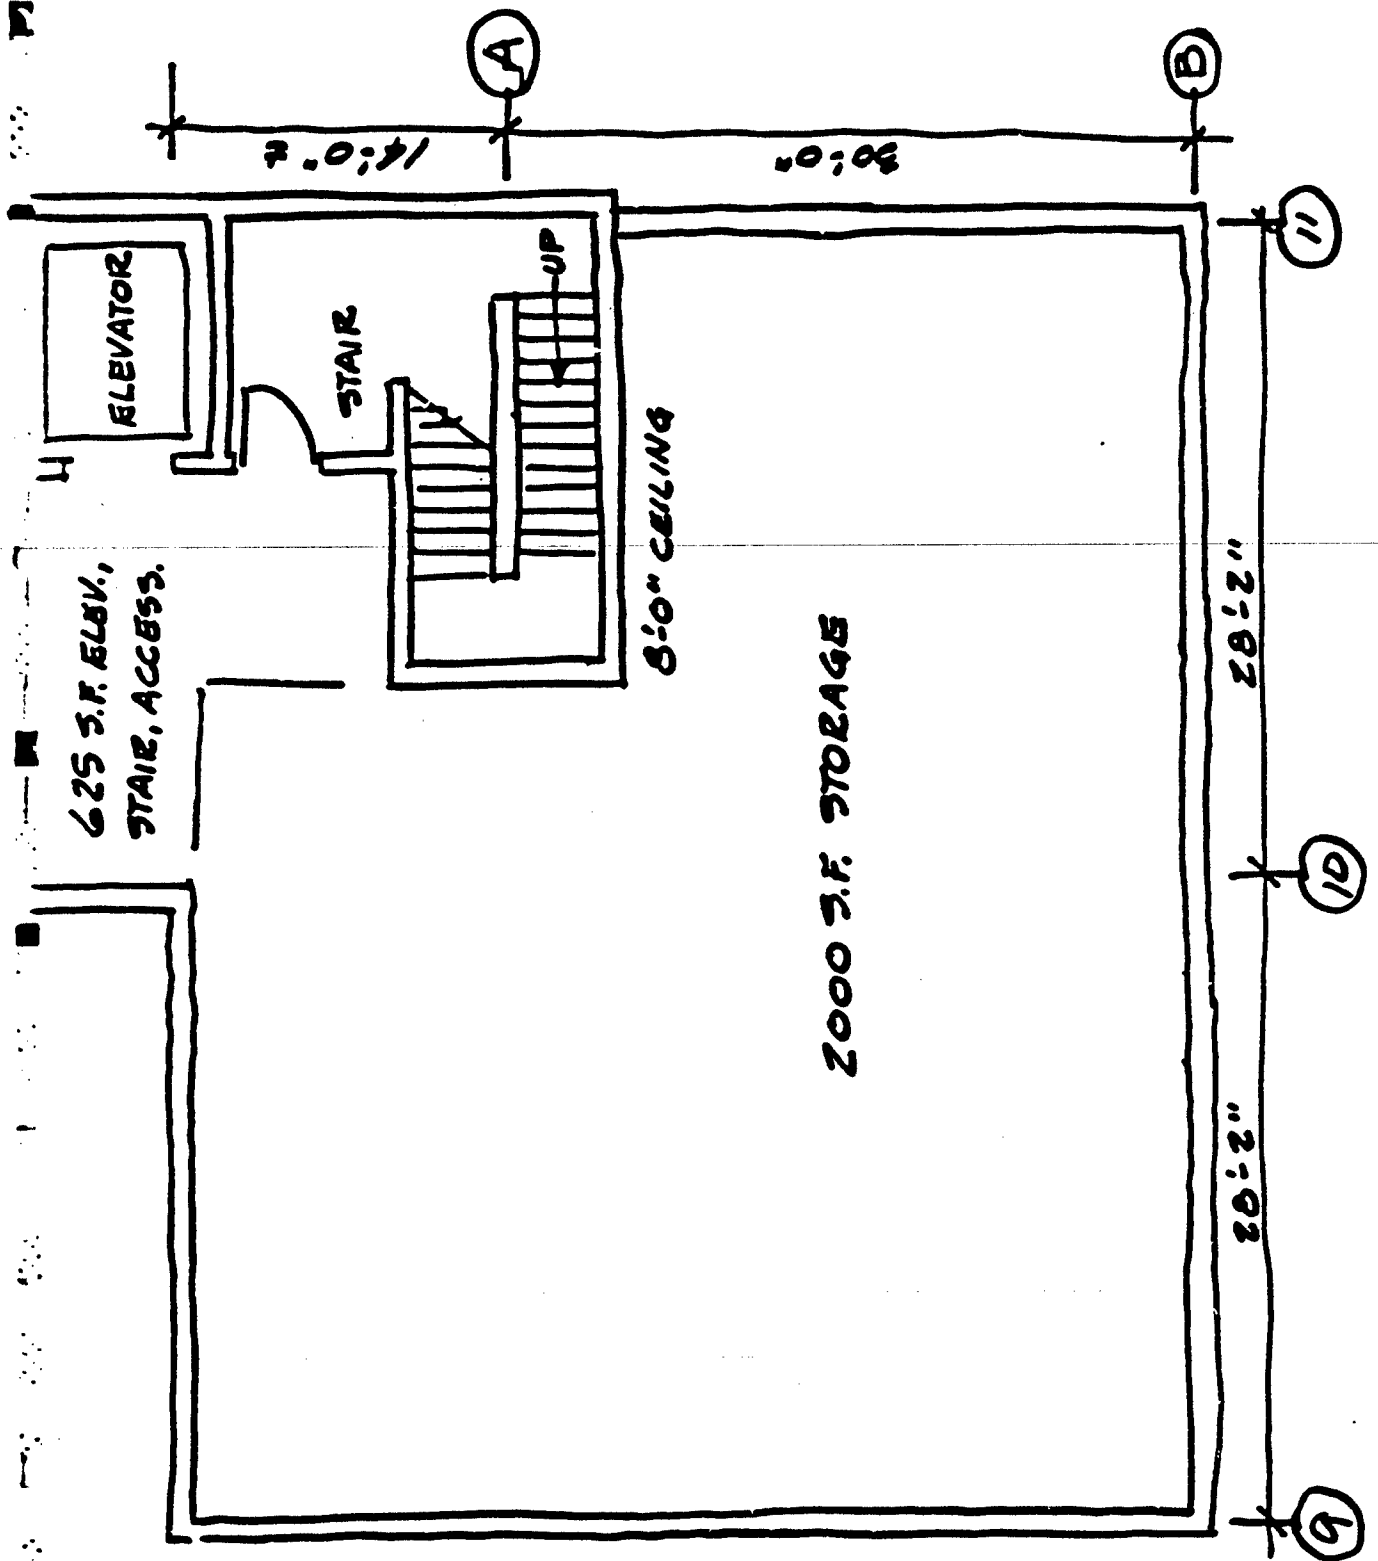 ELEVATOR
STAIR
UP
625 S.F. ELEV.,
STAIR, ACCESS.
8'-0" CEILING
2000 S.F. STORAGE
14'-0" ±
30'-0"
A
B
28'-2"
28'-2"
9
10
11